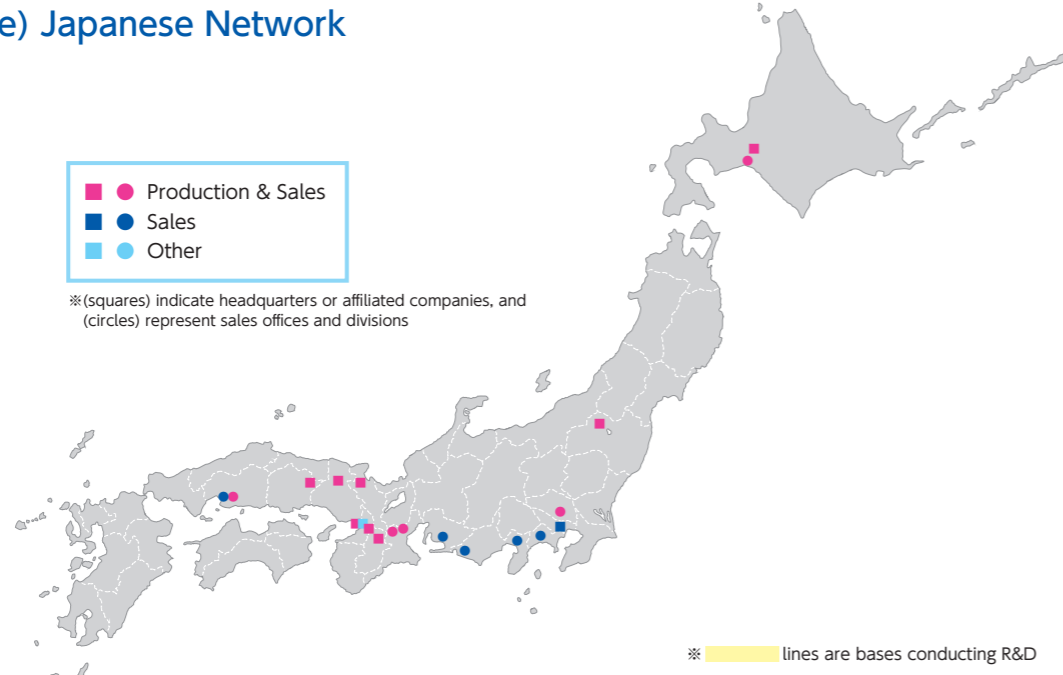 e) Japanese Network
Production & Sales
Sales
Other
※(squares) indicate headquarters or affiliated companies, and
(circles) represent sales offices and divisions
※ lines are bases conducting R&D